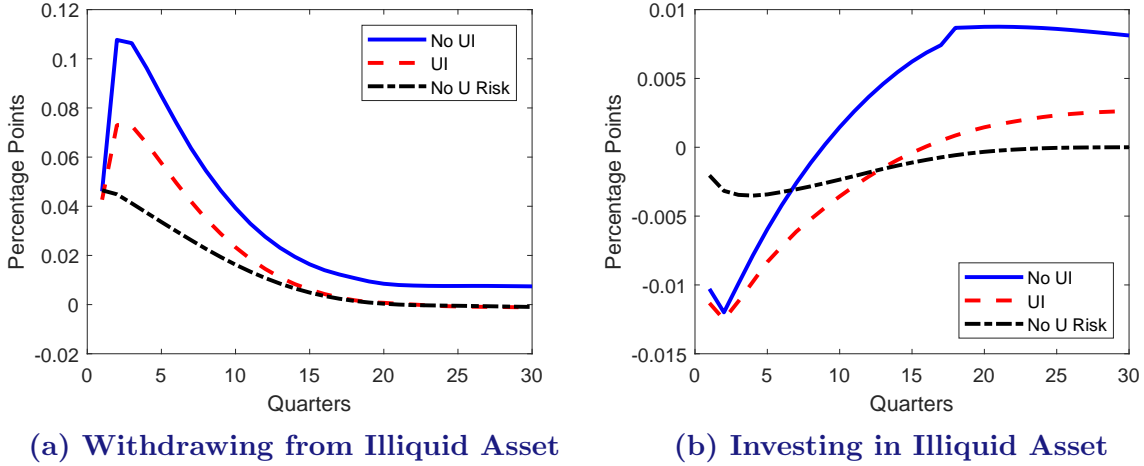 0.12
0.1
0.08
0.06
0.04
0.02
0
-0.02
Percentage Points
No UI
UI
No U Risk
0 5 10 15 20 25 30
Quarters
(a) Withdrawing from Illiquid Asset
0.01
0.005
0
-0.005
-0.01
-0.015
Percentage Points
No UI
UI
No U Risk
0 5 10 15 20 25 30
Quarters
(b) Investing in Illiquid Asset